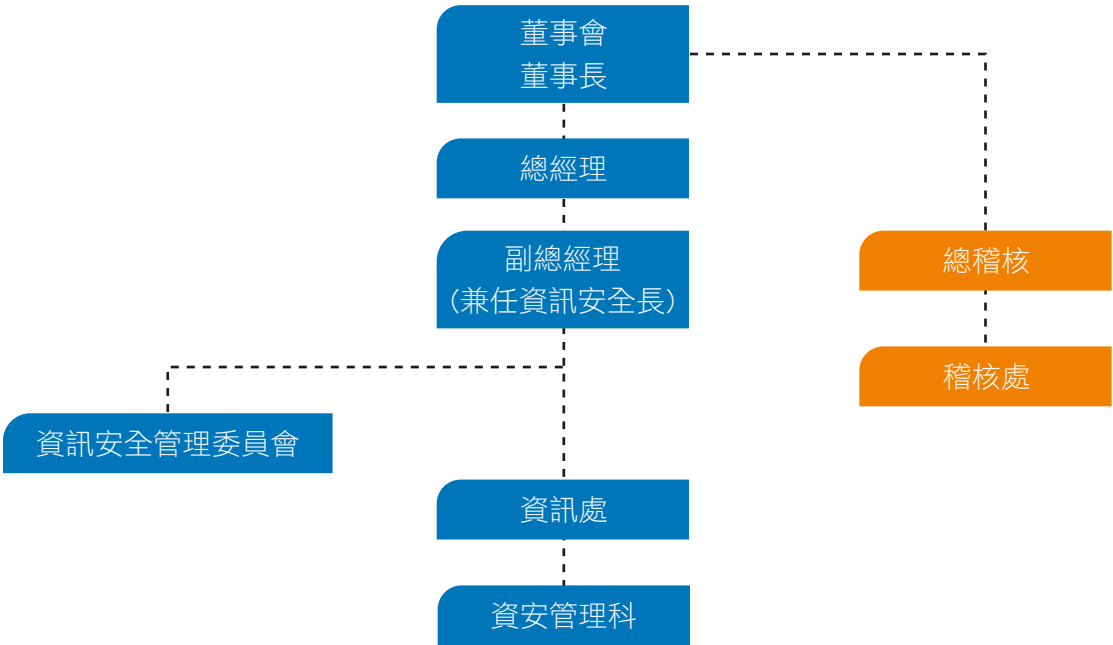 董事會
董事長
總經理
副總經理
(兼任資訊安全長)
總稽核
稽核處
資訊安全管理委員會
資訊處
資安管理科